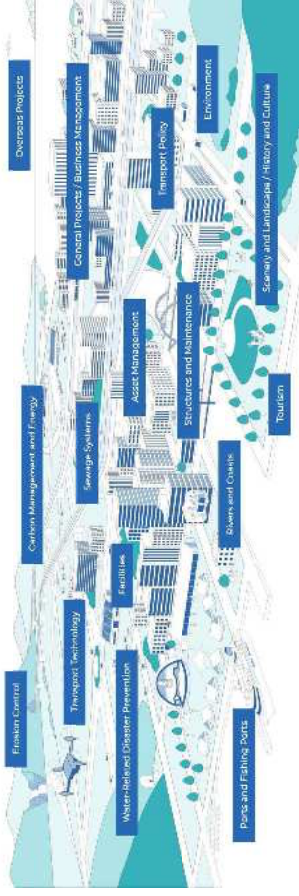 Erosion Control
Carbon Management and Energy
Overseas Projects
Transport Technology
Sewage Systems
General Projects / Business Management
Water-Related Disaster Prevention
Facilities
Asset Management
Transport Policy
Structures and Maintenance
Environment
Ports and Fishing Ports
Rivers and Coasts
Tourism
Scenery and Landscape / History and Culture